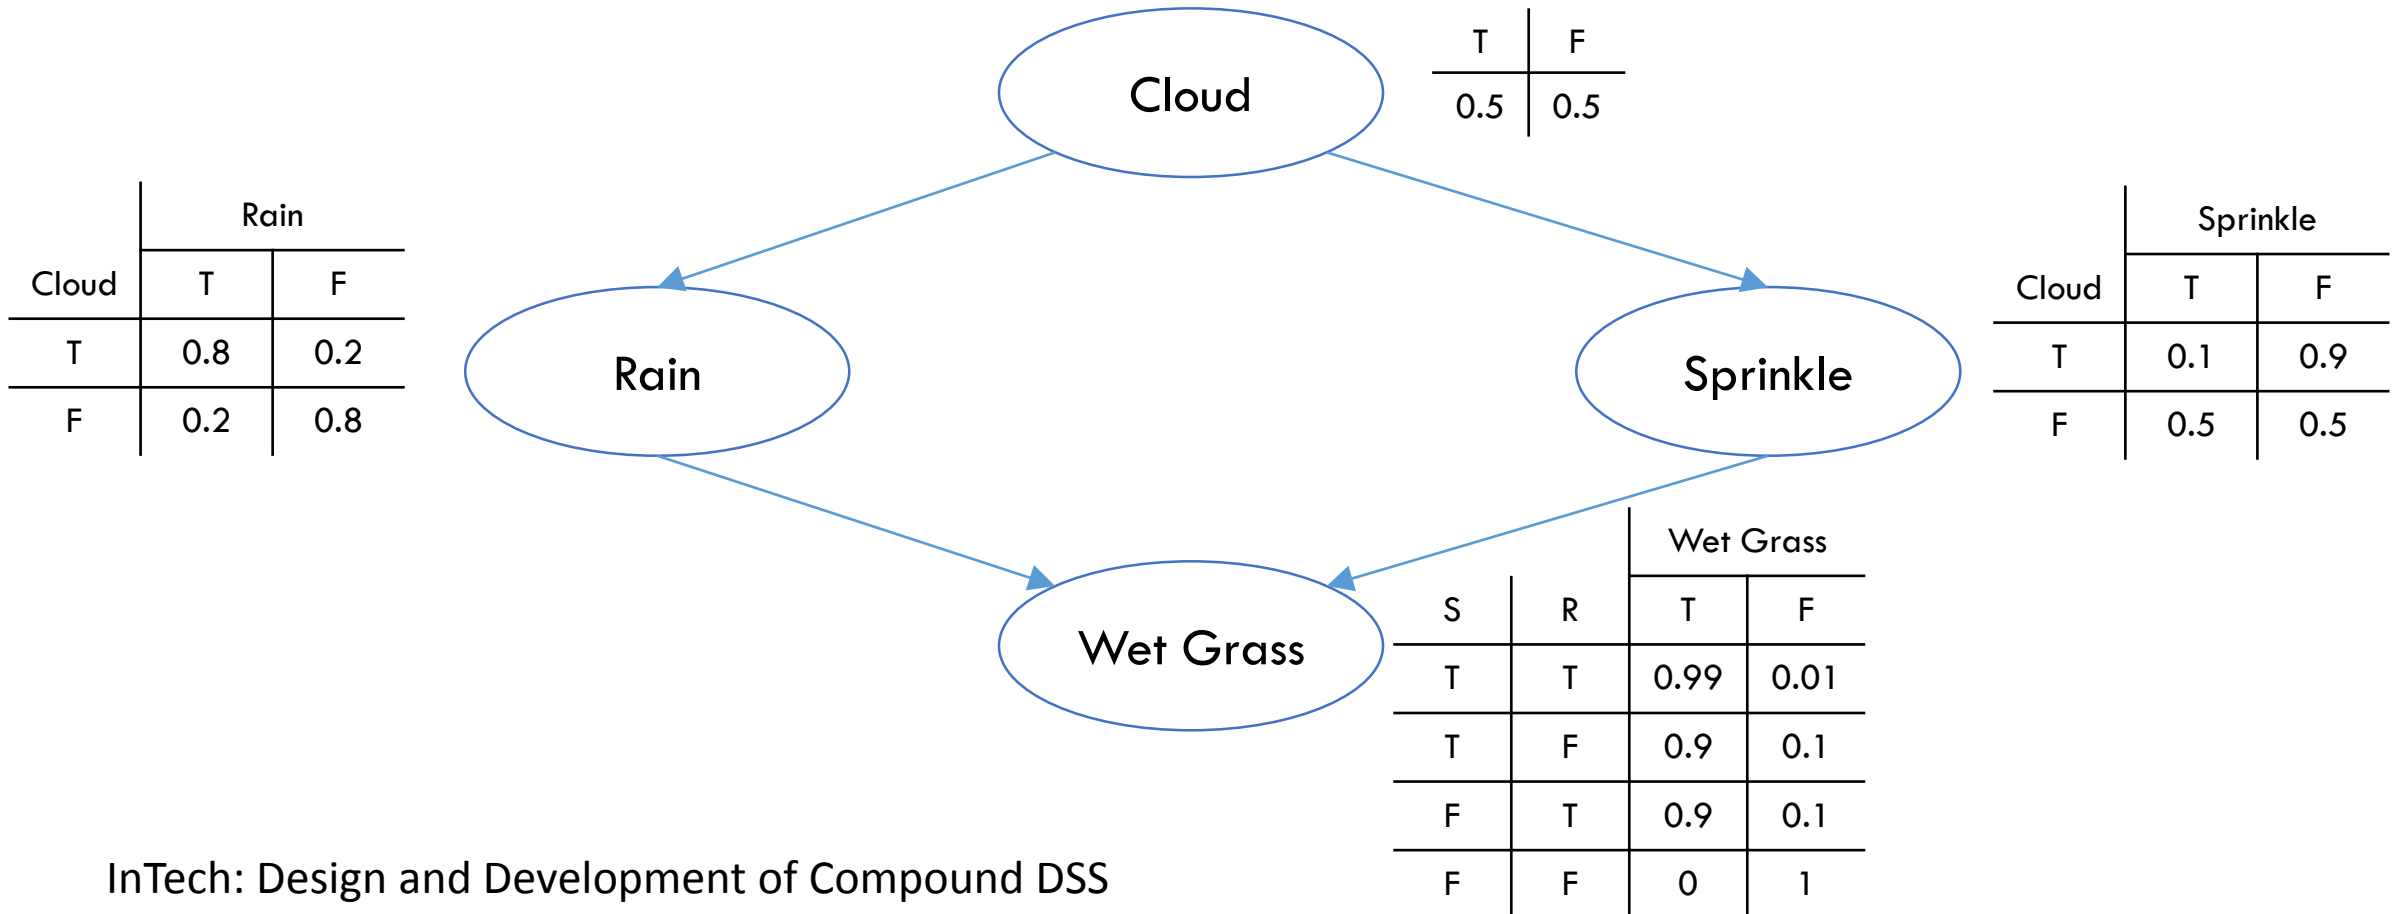 Cloud
T F
0.5 0.5
Rain
Cloud T F
T 0.8 0.2
F 0.2 0.8
Rain
Sprinkle
Sprinkle
Cloud T F
T 0.1 0.9
F 0.5 0.5
Wet Grass
Wet Grass
S R T F
T T 0.99 0.01
T F 0.9 0.1
F T 0.9 0.1
F F 0 1
InTech: Design and Development of Compound DSS